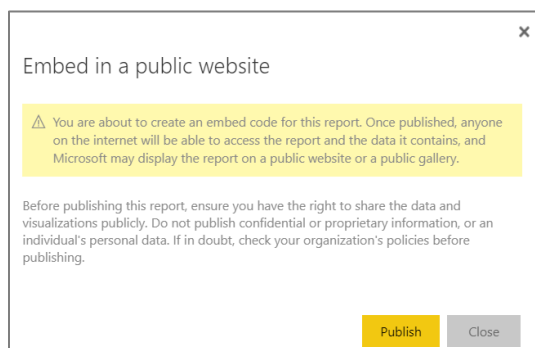 Embed in a public website
You are about to create an embed code for this report. Once published, anyone
on the internet will be able to access the report and the data it contains, and
Microsoft may display the report on a public website or a public gallery.
Before publishing this report, ensure you have the right to share the data and
visualizations publicly. Do not publish confidential or proprietary information, or an
individual's personal data. If in doubt, check your organization's policies before
publishing.
Publish Close